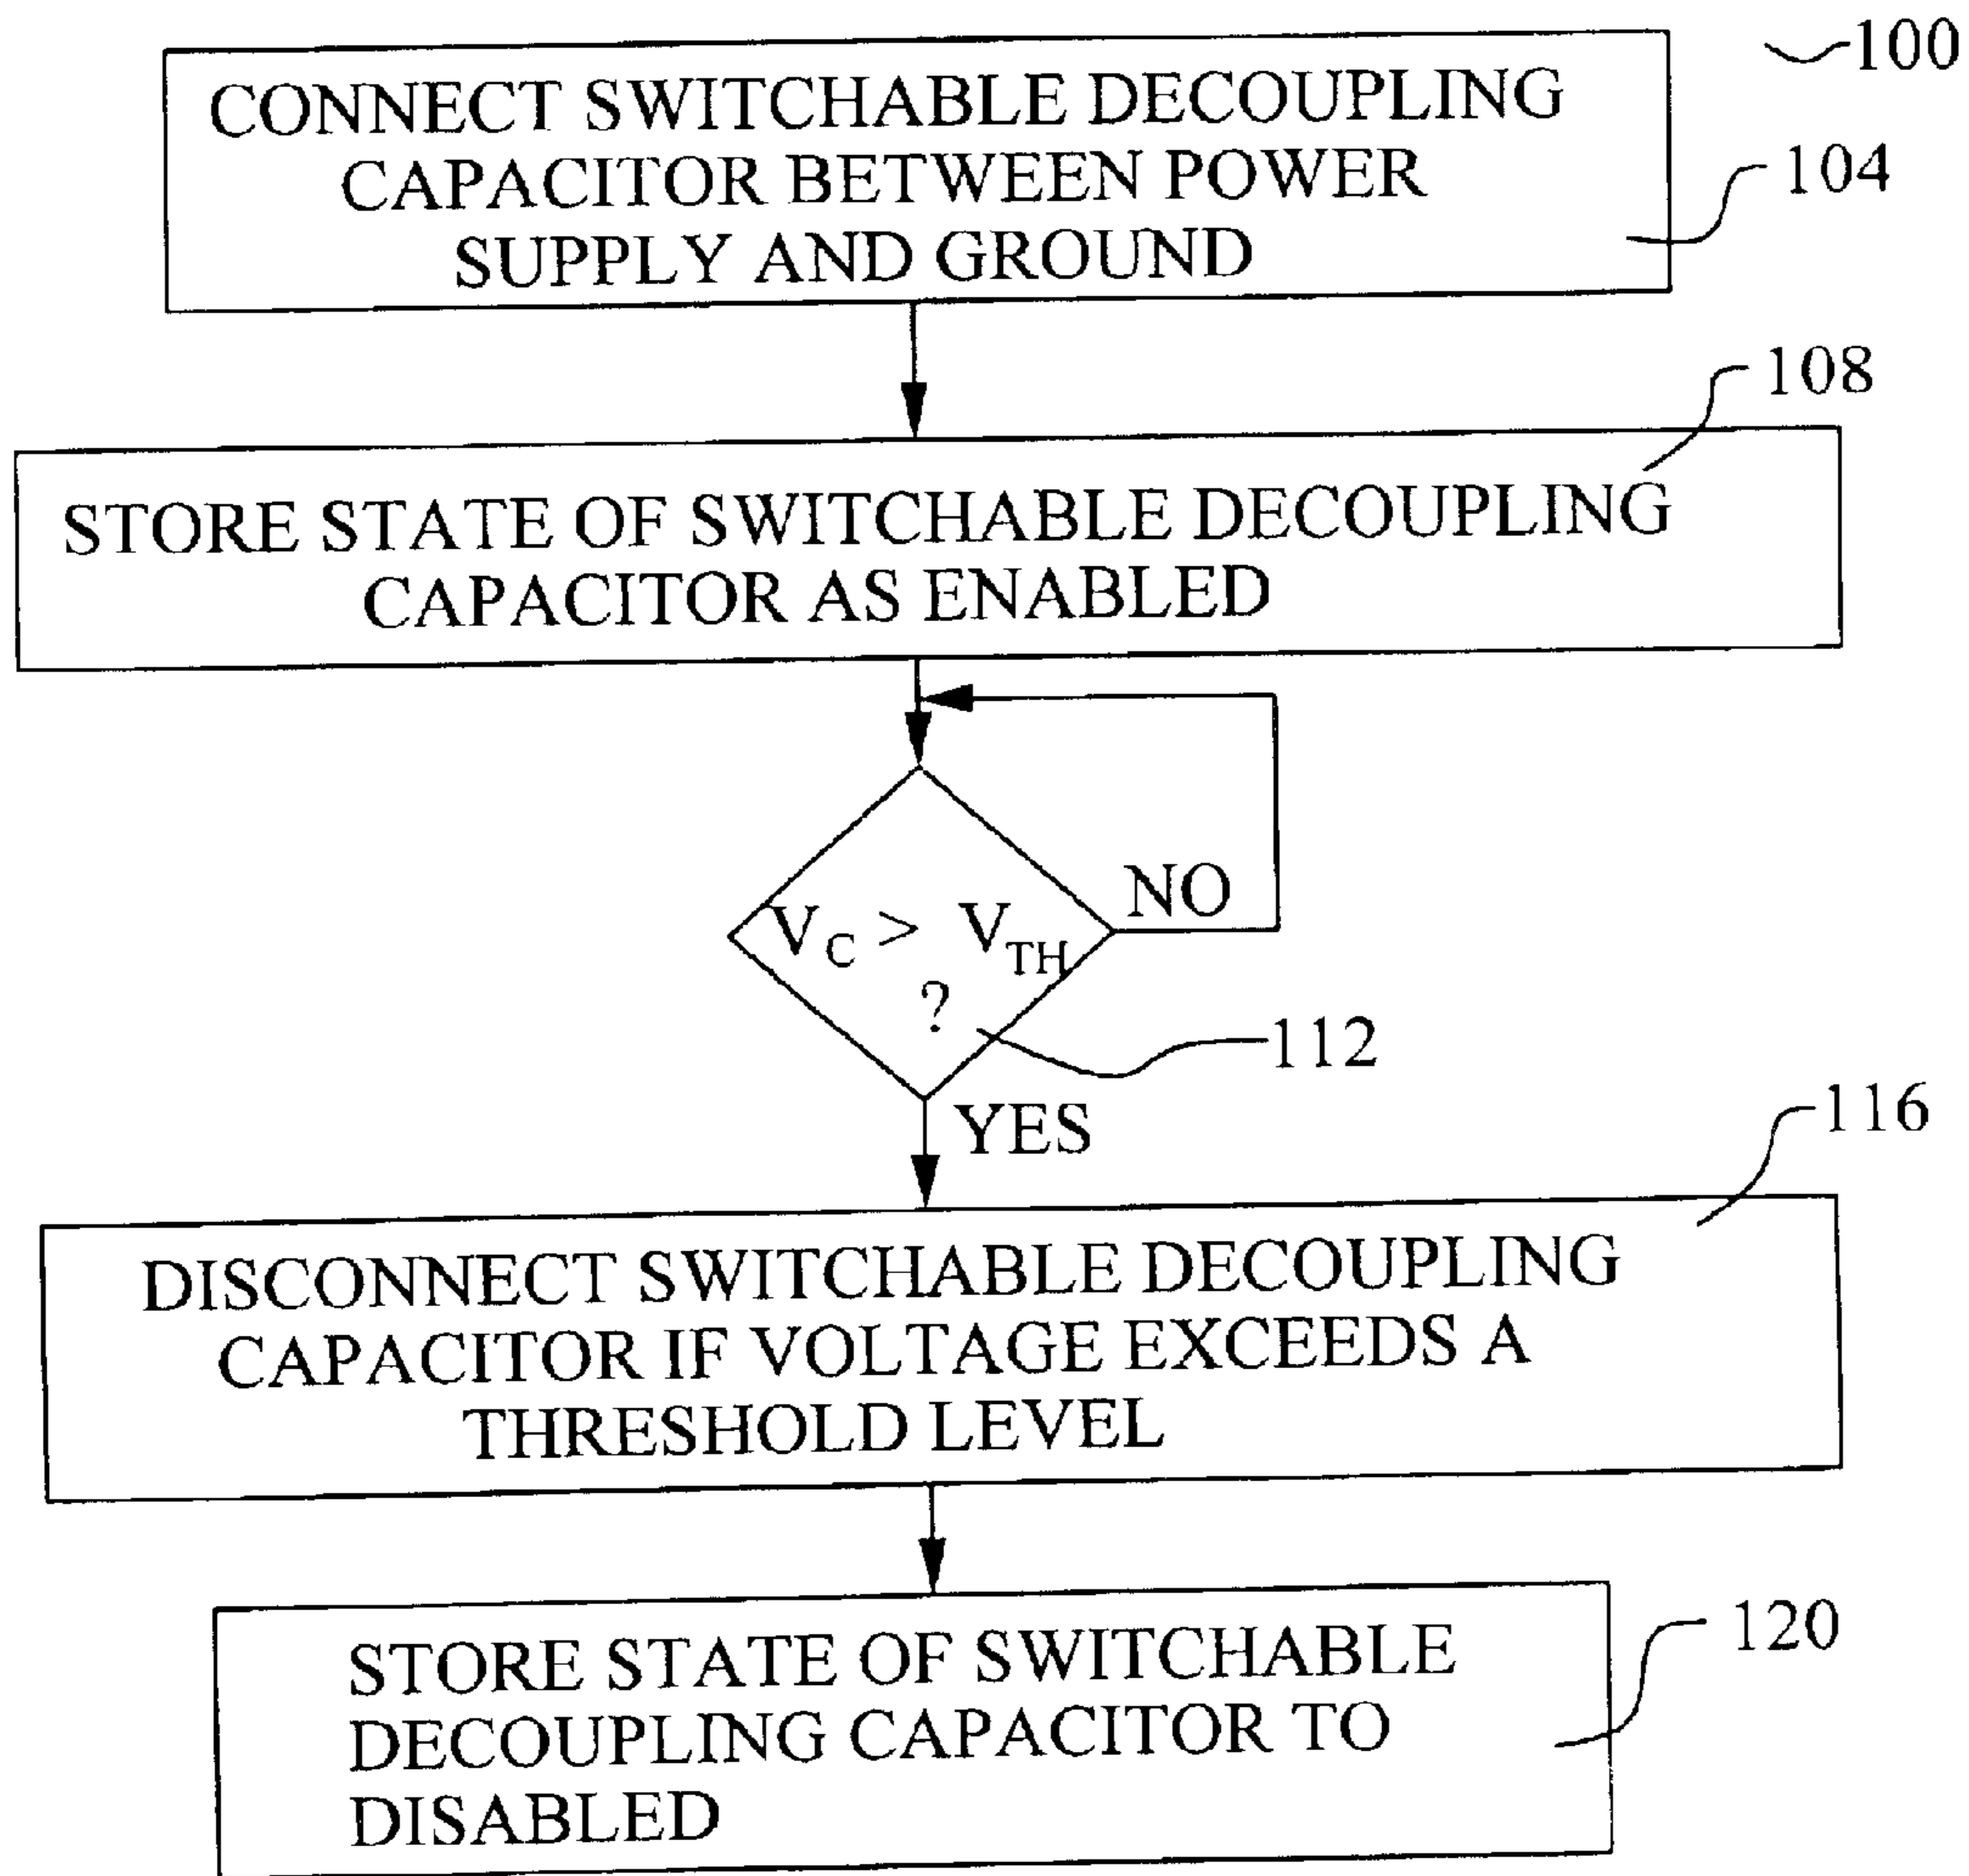 100
CONNECT SWITCHABLE DECOUPLING
CAPACITOR BETWEEN POWER
SUPPLY AND GROUND
104
108
STORE STATE OF SWITCHABLE DECOUPLING
CAPACITOR AS ENABLED
NO
V_C > V_TH
?
112
YES
116
DISCONNECT SWITCHABLE DECOUPLING
CAPACITOR IF VOLTAGE EXCEEDS A
THRESHOLD LEVEL
120
STORE STATE OF SWITCHABLE
DECOUPLING CAPACITOR TO
DISABLED